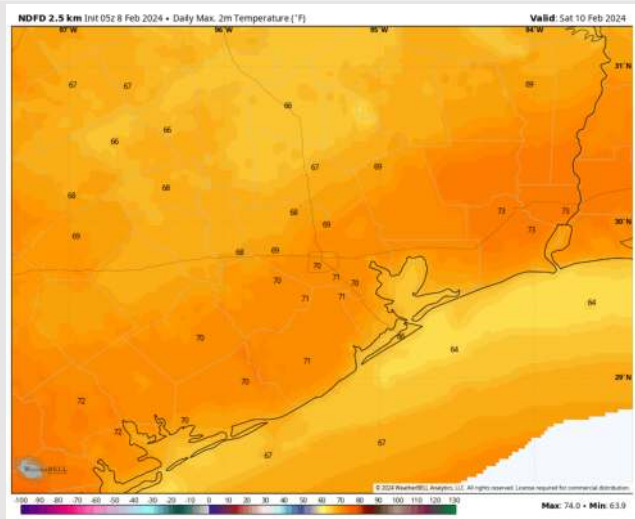 NDFD 2.5 km Init 05z 8 Feb 2024 • Daily Max. 2m Temperature (°F) Valid: Sat 10 Feb 2024
97°W 96°W 95°W 94°W
31°N
67 67 69
66
66 66
67 69
68 68
68 73 73
69 69 73 30°N
68 69
70
70 71 70
71 71
64
70
71 64
70 29°N
72
70
72
67 67
WeatherBELL
© 2024 WeatherBELL Analytics, LLC. All rights reserved. License required for commercial distribution.
-100 -90 -80 -70 -60 -50 -40 -30 -20 -10 0 10 20 30 40 50 60 70 80 90 100 110 120 130
Max: 74.0 • Min: 63.9